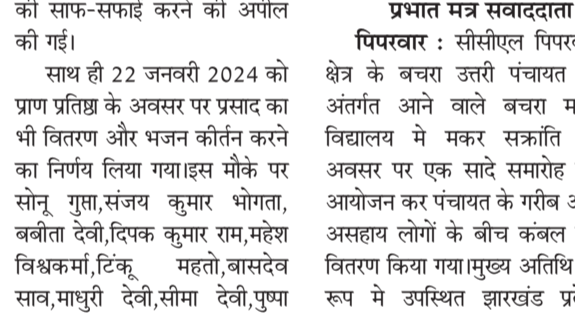 की साफ-सफाई करने की अपील
की गई।
साथ ही 22 जनवरी 2024 को
प्राण प्रतिष्ठा के अवसर पर प्रसाद का
भी वितरण और भजन कीर्तन करने
का निर्णय लिया गया।इस मौके पर
सोनू गुप्ता,संजय कुमार भोगता,
बबीता देवी,दिपक कुमार राम,महेश
विश्वकर्मा,टिंकू महतो,बासदेव
साव,माधुरी देवी,सीमा देवी,पुष्पा
प्रभात मंत्र संवाददाता
पिपरवार : सीसीएल
क्षेत्र के बचरा उत्तरी पंचायत
अंतर्गत आने वाले बचरा
विद्यालय मे मकर सक्रांति
अवसर पर एक सादे समारोह
आयोजन कर पंचायत के गरीब
असहाय लोगों के बीच कंबल
वितरण किया गया।मुख्य अतिथि
रूप मे उपस्थित झारखंड